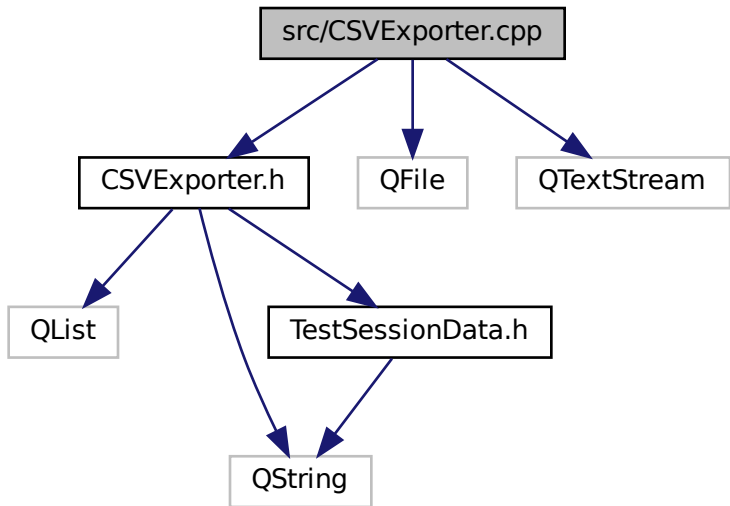 src/CSVExporter.cpp
CSVExporter.h
QFile
QTextStream
QList
TestSessionData.h
QString